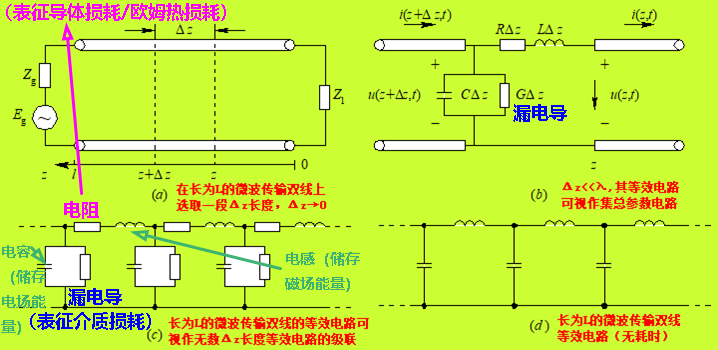 (表征导体损耗/欧姆热损耗)
Δz
Zg
Eg
~
Zl
z
l
z+Δz
z
0
(a)
在长为L的微波传输双线上
选取一段Δz长度，Δz→0
i(z+Δz,t)
RΔz
LΔz
i(z,t)
+
+
u(z+Δz,t)
CΔz
GΔz
u(z,t)
漏电导
−
−
z
(b)
Δz<<λ,其等效电路
可视作集总参数电路
电阻
电容
(储存
电场能
量)
电感（储存
磁场能量）
漏电导
(表征介质损耗)
(c)
长为L的微波传输双线的等效电路可
视作无数Δz长度等效电路的级联
(d)
长为L的微波传输双线
等效电路（无耗时）